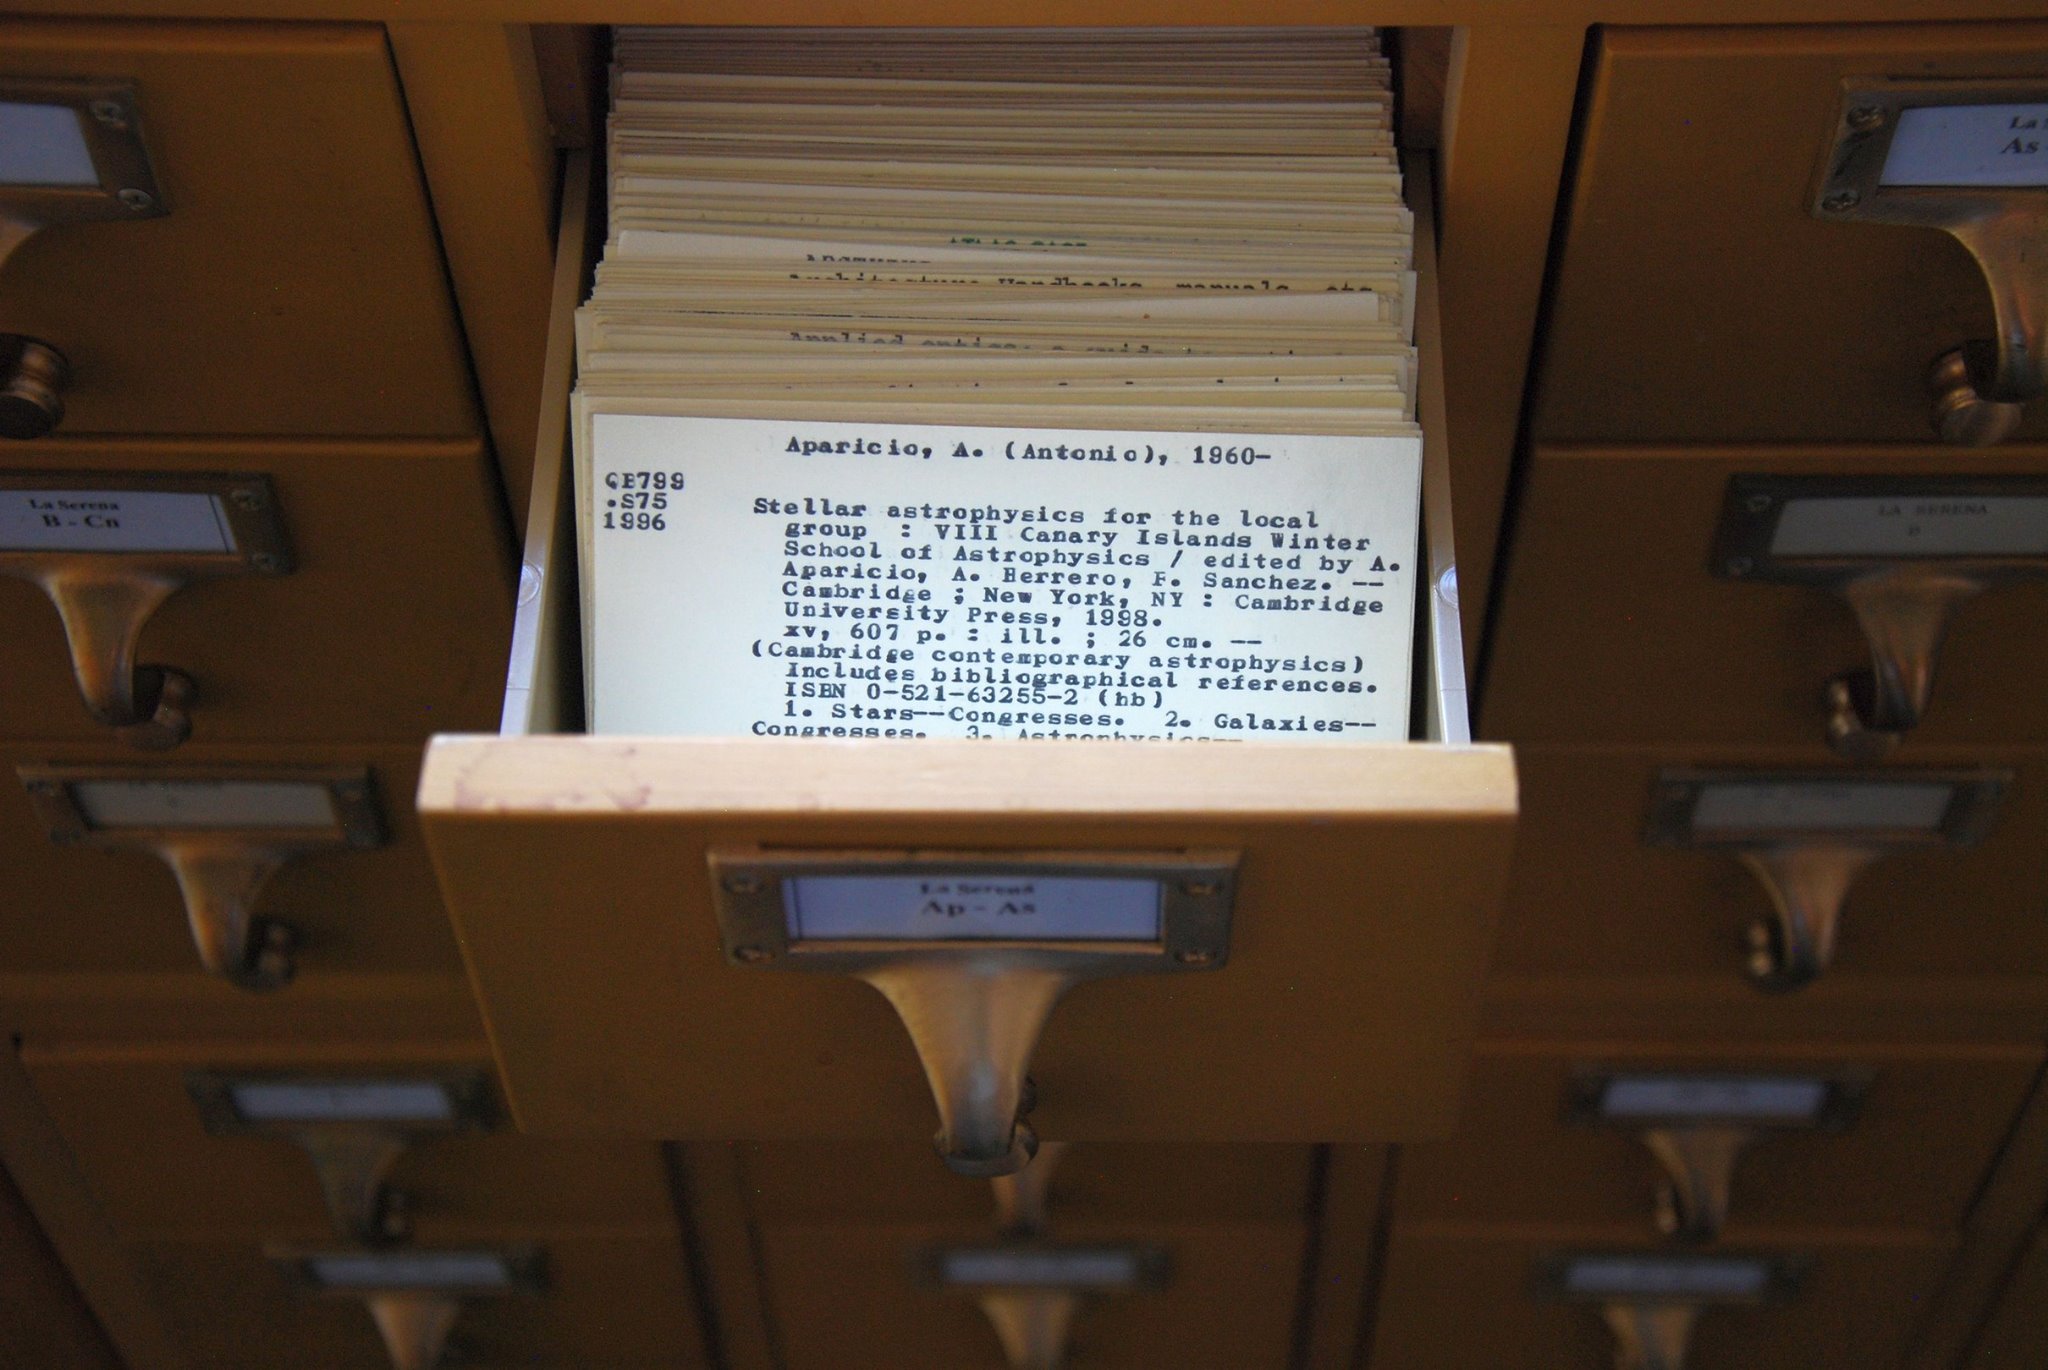 La
As
Architecture Handbooks, manuals, etc
Applied optics: a guide to
Aparicio, A. (Antonio), 1960-
QB799
.S75
1996
Stellar astrophysics for the local
group : VIII Canary Islands Winter
School of Astrophysics / edited by A.
Aparicio, A. Herrero, F. Sanchez. --
Cambridge ; New York, NY : Cambridge
University Press, 1998.
xv, 607 p. : ill. ; 26 cm. --
(Cambridge contemporary astrophysics)
Includes bibliographical references.
ISBN 0-521-63255-2 (hb)
1. Stars--Congresses. 2. Galaxies--
Congresses. 3. Astrophysics--
La Serena
B - Cn
LA SERENA
La Serena
Ap - As